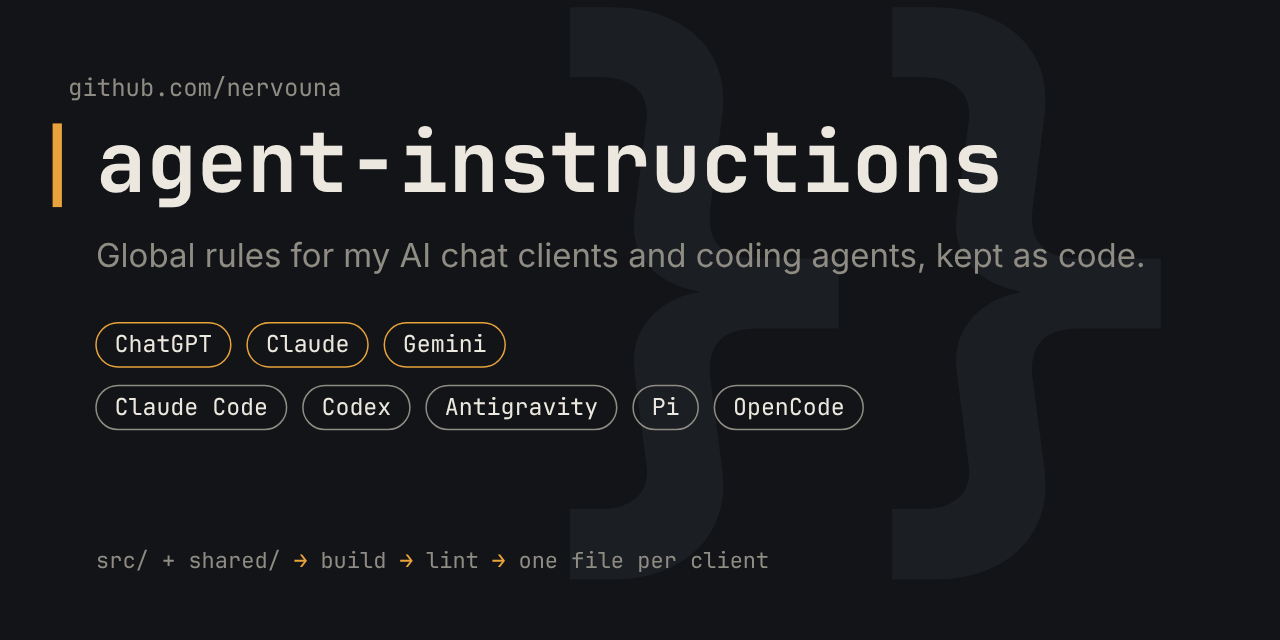 github.com/nervouna
agent-instructions
Global rules for my AI chat clients and coding agents, kept as code.
ChatGPT Claude Gemini
Claude Code Codex Antigravity Pi OpenCode
src/ + shared/ → build → lint → one file per client